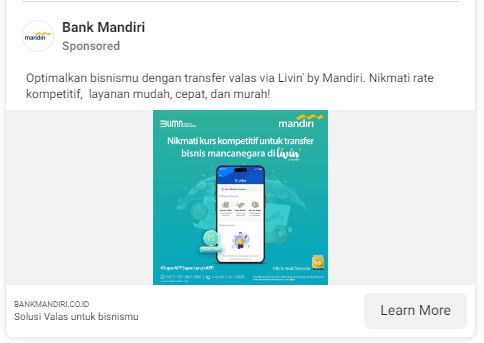 Bank Mandiri
mandiri
Sponsored
Optimalkan bisnismu dengan transfer valas via Livin' by Mandiri. Nikmati rate
kompetitif, layanan mudah, cepat, dan murah!
BUMN
mandiri
Nikmati kurs kompetitif untuk transfer
bisnis mancanegara di livin'
#SuperAPPSuperLengkAPP
BANKMANDIRI.CO.ID
Solusi Valas untuk bisnismu
Learn More